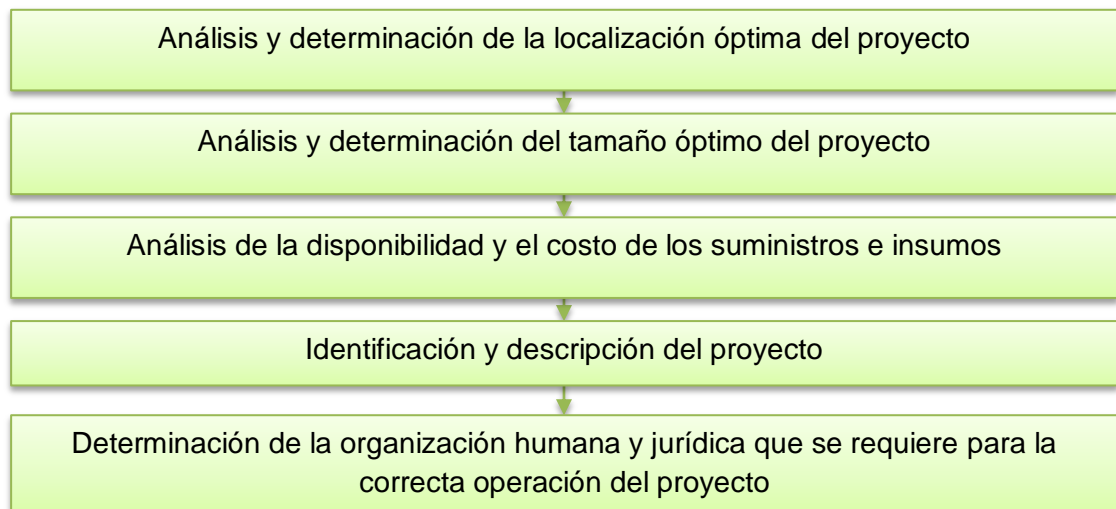 Análisis y determinación de la localización óptima del proyecto
Análisis y determinación del tamaño óptimo del proyecto
Análisis de la disponibilidad y el costo de los suministros e insumos
Identificación y descripción del proyecto
Determinación de la organización humana y jurídica que se requiere para la
correcta operación del proyecto